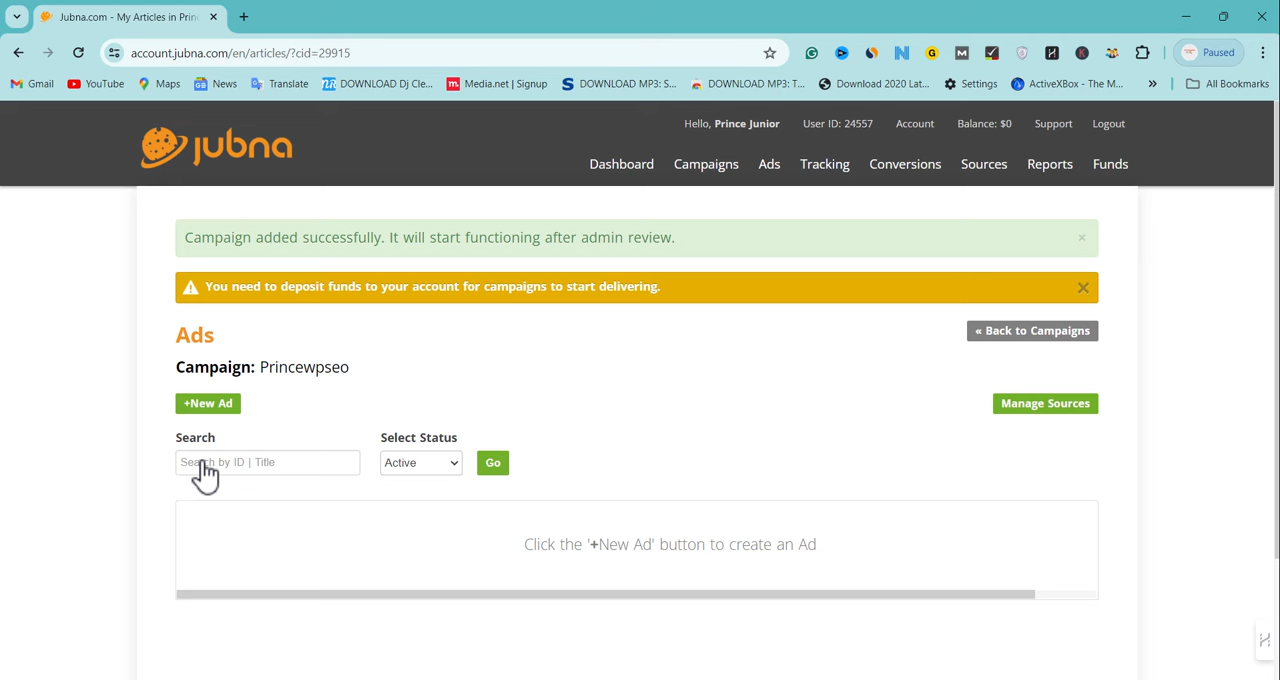 Jubna.com - My Articles in Prin
account.jubna.com/en/articles/?cid=29915
Paused
Gmail YouTube Maps News Translate DOWNLOAD Dj Cle... Media.net | Signup DOWNLOAD MP3: S... DOWNLOAD MP3: T... Download 2020 Lat... Settings ActiveXBox - The M... » All Bookmarks
Hello, Prince Junior User ID: 24557 Account Balance: $0 Support Logout
jubna
Dashboard Campaigns Ads Tracking Conversions Sources Reports Funds
Campaign added successfully. It will start functioning after admin review. ×
You need to deposit funds to your account for campaigns to start delivering.
Ads
« Back to Campaigns
Campaign: Princewpseo
+New Ad
Manage Sources
Search Select Status
Search by ID | Title Active Go
Click the '+New Ad' button to create an Ad